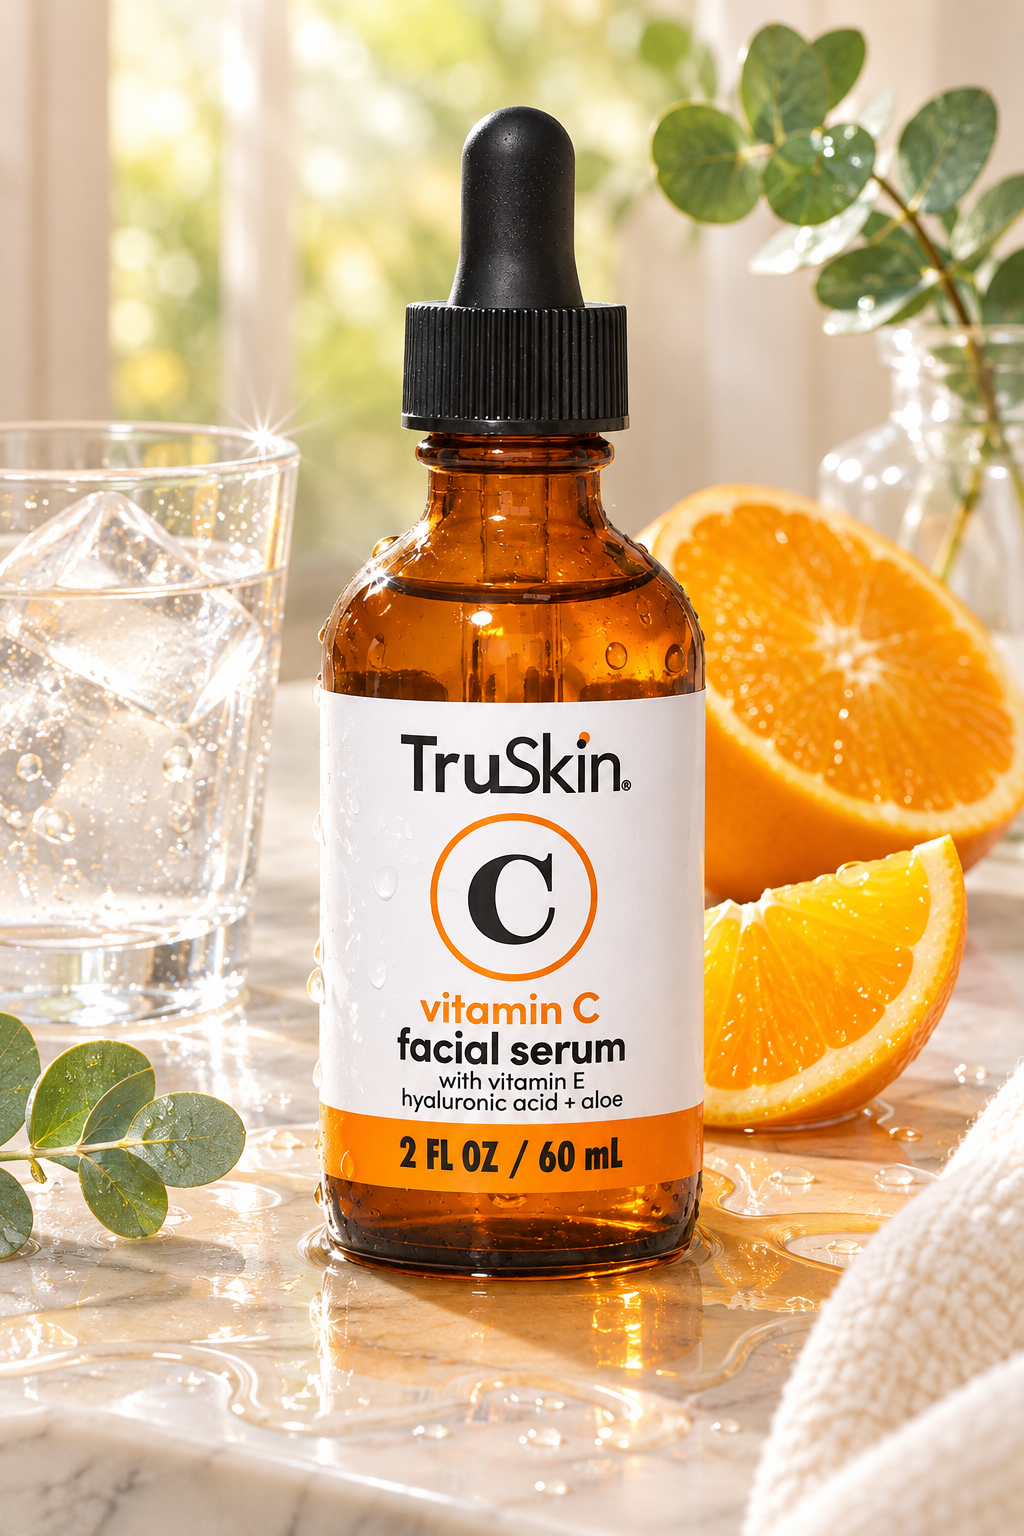 TruSkin®
C
vitamin C
facial serum
with vitamin E
hyaluronic acid + aloe
2 FL OZ / 60 mL